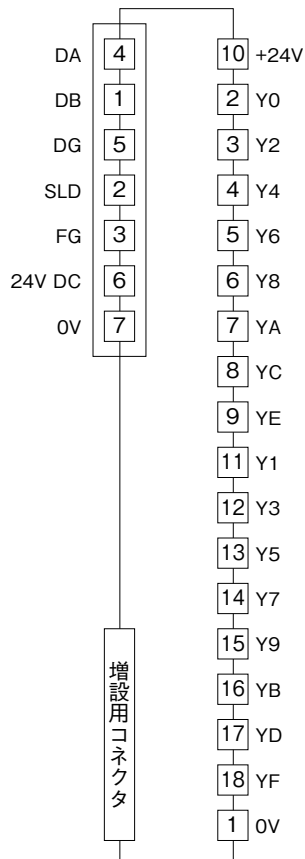 DA 4
DB 1
DG 5
SLD 2
FG 3
24V DC 6
0V 7
増設用コネクタ
10 +24V
2 Y0
3 Y2
4 Y4
5 Y6
6 Y8
7 YA
8 YC
9 YE
11 Y1
12 Y3
13 Y5
14 Y7
15 Y9
16 YB
17 YD
18 YF
1 0V